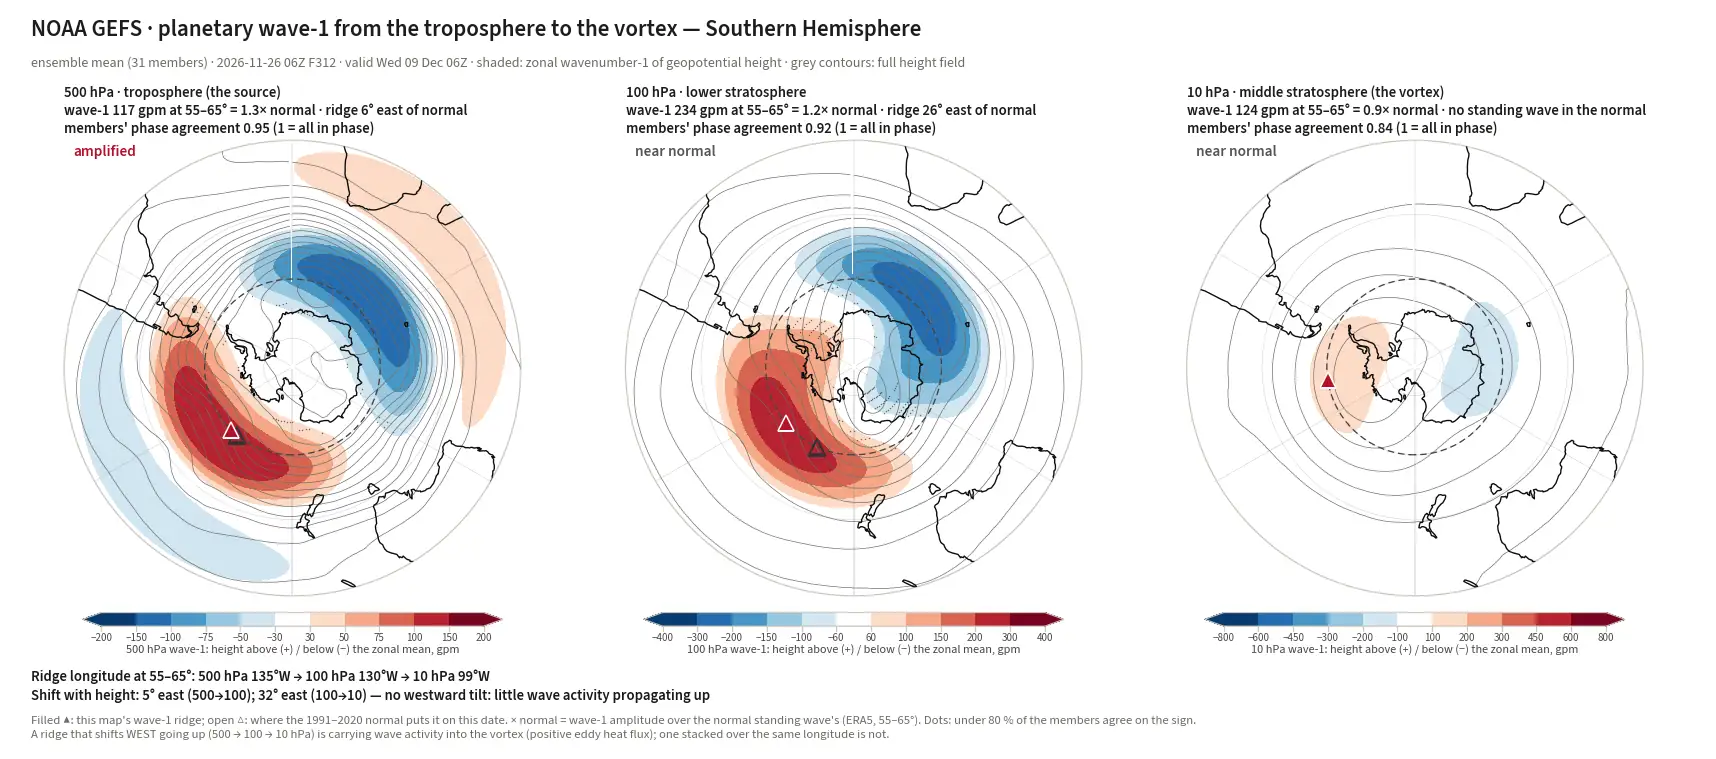 NOAA GEFS · planetary wave-1 from the troposphere to the vortex — Southern Hemisphere
ensemble mean (31 members) · 2026-11-26 06Z F312 · valid Wed 09 Dec 06Z · shaded: zonal wavenumber-1 of geopotential height · grey contours: full height field
500 hPa · troposphere (the source)
wave-1 117 gpm at 55–65° = 1.3× normal · ridge 6° east of normal
members' phase agreement 0.95 (1 = all in phase)
amplified
100 hPa · lower stratosphere
wave-1 234 gpm at 55–65° = 1.2× normal · ridge 26° east of normal
members' phase agreement 0.92 (1 = all in phase)
near normal
10 hPa · middle stratosphere (the vortex)
wave-1 124 gpm at 55–65° = 0.9× normal · no standing wave in the normal
members' phase agreement 0.84 (1 = all in phase)
near normal
−200 −150 −100 −75 −50 −30 30 50 75 100 150 200
500 hPa wave-1: height above (+) / below (−) the zonal mean, gpm
−400 −300 −200 −150 −100 −60 60 100 150 200 300 400
100 hPa wave-1: height above (+) / below (−) the zonal mean, gpm
−800 −600 −450 −300 −200 −100 100 200 300 450 600 800
10 hPa wave-1: height above (+) / below (−) the zonal mean, gpm
Ridge longitude at 55–65°: 500 hPa 135°W → 100 hPa 130°W → 10 hPa 99°W
Shift with height: 5° east (500→100); 32° east (100→10) — no westward tilt: little wave activity propagating up
Filled ▲: this map's wave-1 ridge; open △: where the 1991–2020 normal puts it on this date. × normal = wave-1 amplitude over the normal standing wave's (ERA5, 55–65°). Dots: under 80 % of the members agree on the sign.
A ridge that shifts WEST going up (500 → 100 → 10 hPa) is carrying wave activity into the vortex (positive eddy heat flux); one stacked over the same longitude is not.